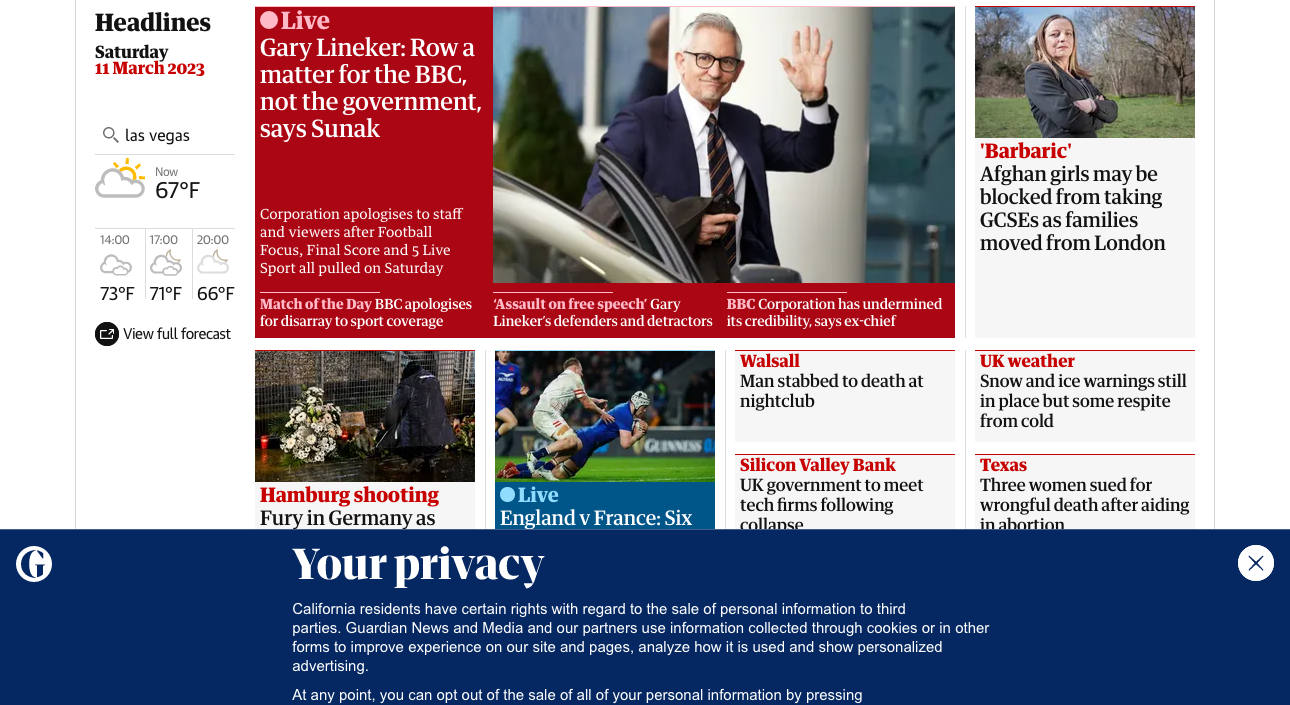 Headlines
Saturday
11 March 2023
las vegas
Now
67°F
14:00
17:00
20:00
73°F
71°F
66°F
View full forecast
Live
Gary Lineker: Row a
matter for the BBC,
not the government,
says Sunak
Corporation apologises to staff
and viewers after Football
Focus, Final Score and 5 Live
Sport all pulled on Saturday
Match of the Day BBC apologises
for disarray to sport coverage
‘Assault on free speech’ Gary
Lineker’s defenders and detractors
BBC Corporation has undermined
its credibility, says ex-chief
'Barbaric'
Afghan girls may be
blocked from taking
GCSEs as families
moved from London
Hamburg shooting
Fury in Germany as
GUINNESS
Live
England v France: Six
Walsall
Man stabbed to death at
nightclub
UK weather
Snow and ice warnings still
in place but some respite
from cold
Silicon Valley Bank
UK government to meet
tech firms following
collapse
Texas
Three women sued for
wrongful death after aiding
in abortion
G
Your privacy
California residents have certain rights with regard to the sale of personal information to third
parties. Guardian News and Media and our partners use information collected through cookies or in other
forms to improve experience on our site and pages, analyze how it is used and show personalized
advertising.
At any point, you can opt out of the sale of all of your personal information by pressing